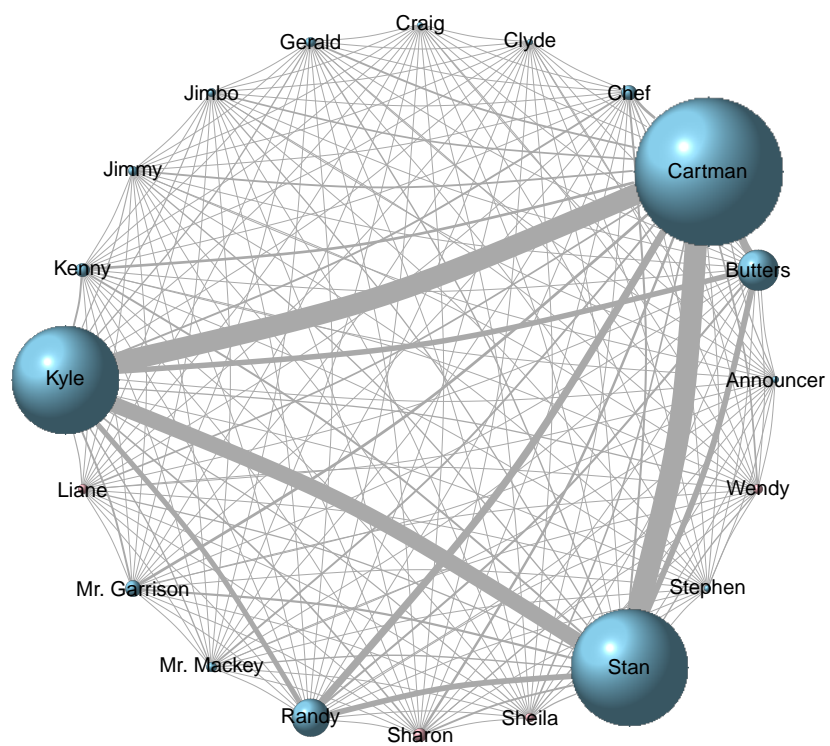 Craig
Gerald
Clyde
Jimbo
Chef
Jimmy
Cartman
Kenny
Butters
Kyle
Announcer
Liane
Wendy
Mr. Garrison
Stephen
Mr. Mackey
Stan
Randy
Sheila
Sharon